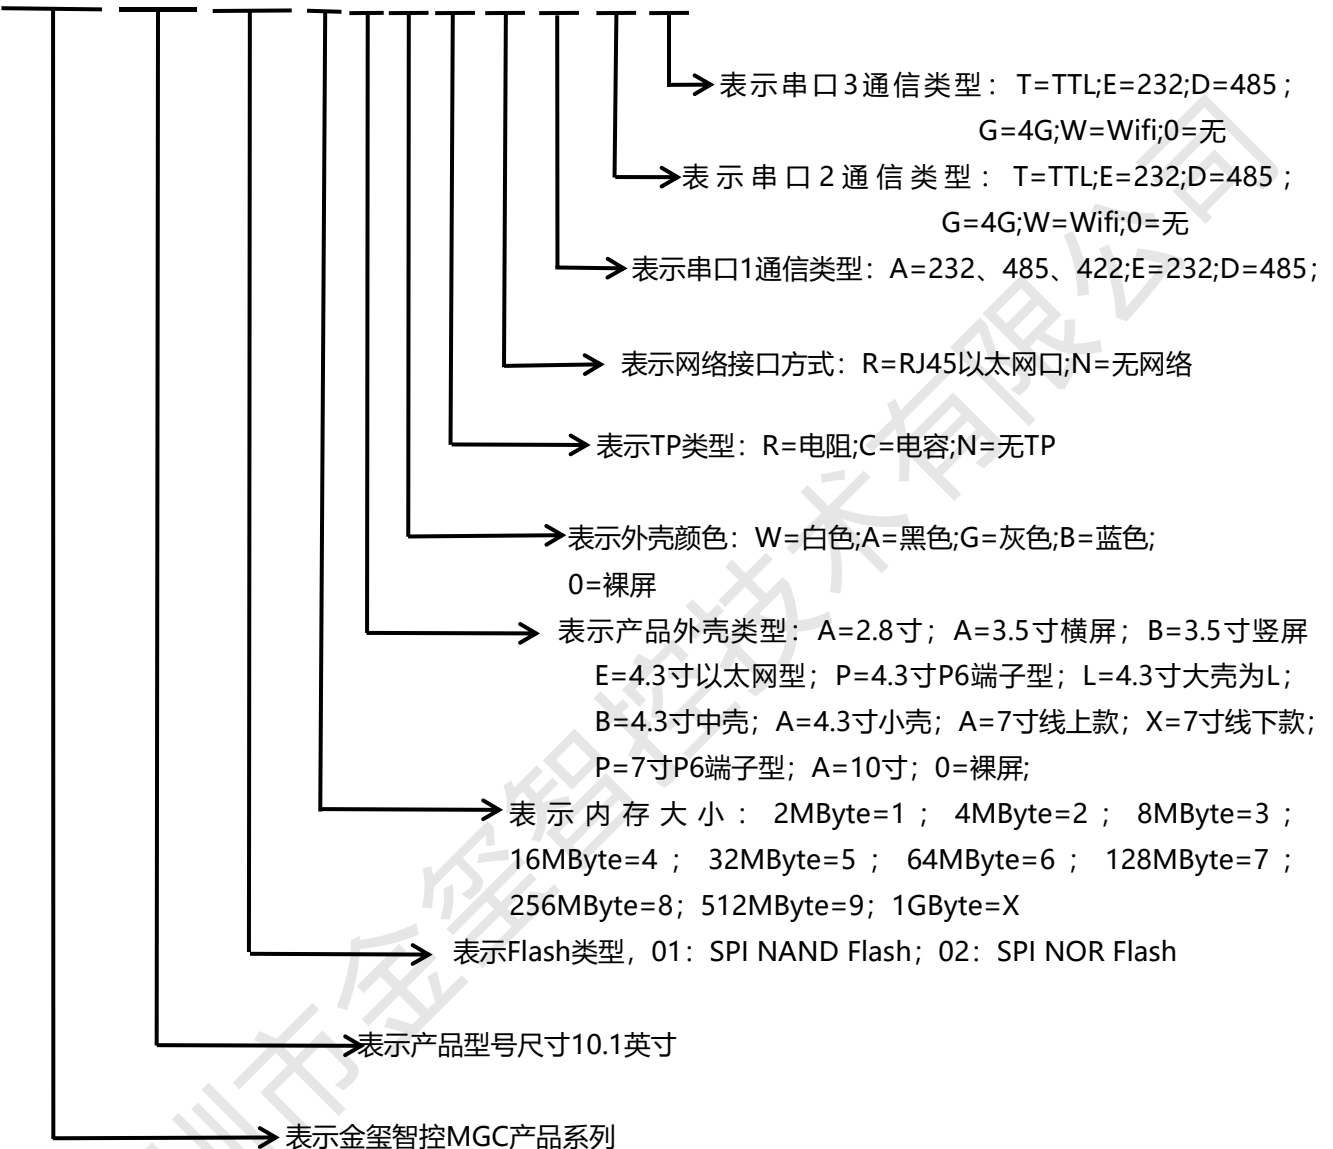 表示串口3通信类型：T=TTL;E=232;D=485；
G=4G;W=Wifi;0=无
表示串口2通信类型：T=TTL;E=232;D=485；
G=4G;W=Wifi;0=无
表示串口1通信类型：A=232、485、422;E=232;D=485;
表示网络接口方式：R=RJ45以太网口;N=无网络
表示TP类型：R=电阻;C=电容;N=无TP
表示外壳颜色：W=白色;A=黑色;G=灰色;B=蓝色;
0=裸屏
表示产品外壳类型：A=2.8寸；A=3.5寸横屏；B=3.5寸竖屏
E=4.3寸以太网型；P=4.3寸P6端子型；L=4.3寸大壳为L；
B=4.3寸中壳；A=4.3寸小壳；A=7寸线上款；X=7寸线下款；
P=7寸P6端子型；A=10寸；0=裸屏;
表示内存大小：2MByte=1；4MByte=2；8MByte=3；
16MByte=4；32MByte=5；64MByte=6；128MByte=7；
256MByte=8；512MByte=9；1GByte=X
表示Flash类型，01：SPI NAND Flash；02：SPI NOR Flash
表示产品型号尺寸10.1英寸
表示金玺智控MGC产品系列
圳市金玺智控技术有限公司